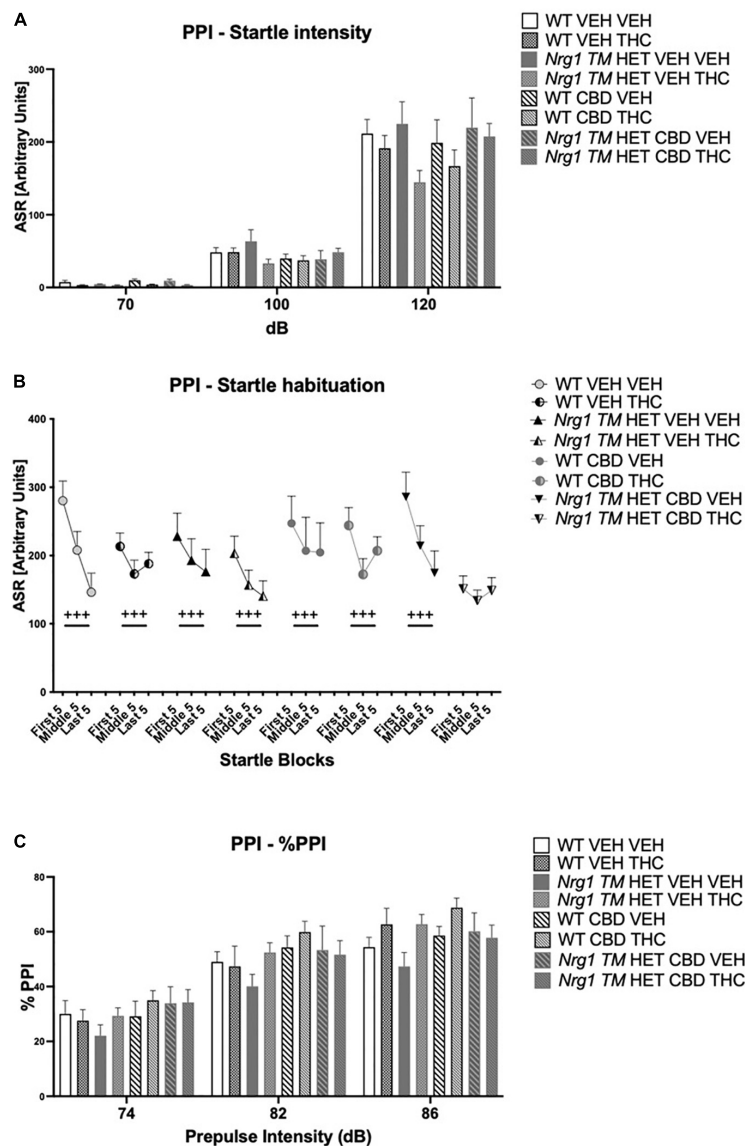 A
PPI - Startle intensity
ASR [Arbitrary Units]
300
200
100
0
70
100
120
dB
WT VEH VEH
WT VEH THC
Nrg1 TM HET VEH VEH
Nrg1 TM HET VEH THC
WT CBD VEH
WT CBD THC
Nrg1 TM HET CBD VEH
Nrg1 TM HET CBD THC
B
PPI - Startle habituation
ASR [Arbitrary Units]
400
300
200
100
0
+++
+++
+++
+++
+++
+++
+++
First 5
Middle 5
Last 5
First 5
Middle 5
Last 5
First 5
Middle 5
Last 5
First 5
Middle 5
Last 5
First 5
Middle 5
Last 5
First 5
Middle 5
Last 5
First 5
Middle 5
Last 5
First 5
Middle 5
Last 5
Startle Blocks
WT VEH VEH
WT VEH THC
Nrg1 TM HET VEH VEH
Nrg1 TM HET VEH THC
WT CBD VEH
WT CBD THC
Nrg1 TM HET CBD VEH
Nrg1 TM HET CBD THC
C
PPI - %PPI
% PPI
80
60
40
20
0
74
82
86
Prepulse Intensity (dB)
WT VEH VEH
WT VEH THC
Nrg1 TM HET VEH VEH
Nrg1 TM HET VEH THC
WT CBD VEH
WT CBD THC
Nrg1 TM HET CBD VEH
Nrg1 TM HET CBD THC